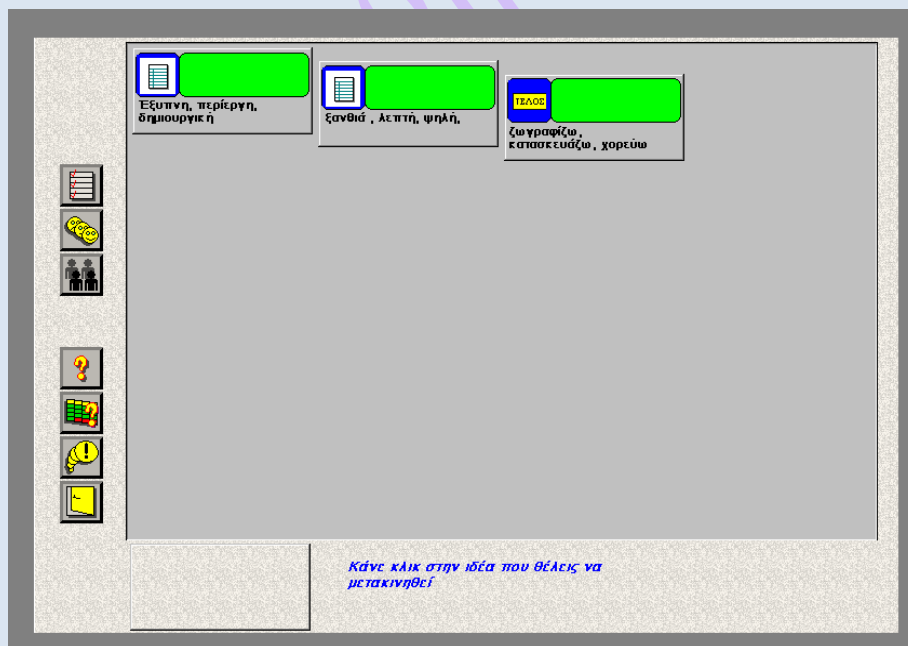 Έξυπνη, περίεργη,
δημιουργική
ξανθιά , λεπτή, ψηλή,
ΤΕΛΟΣ
ζωγραφίζω,
κατασκευάζω, χορεύω
Κάνε κλικ στην ιδέα που θέλεις να
μετακινηθεί